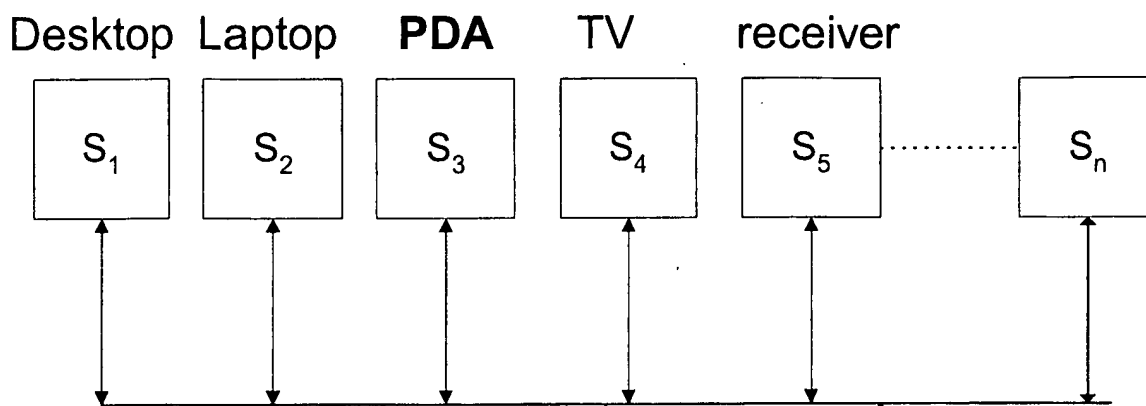 Desktop Laptop PDA TV receiver
S₁ S₂ S₃ S₄ S₅ Sₙ